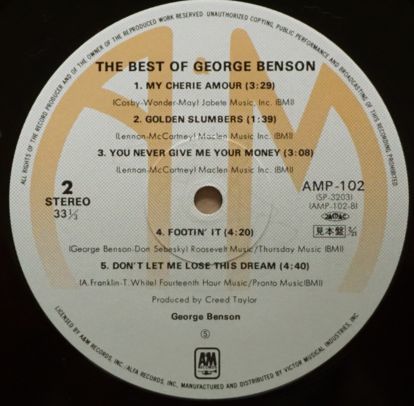 ALL RIGHTS OF THE RECORD PRODUCER AND OF THE OWNER OF THE REPRODUCED WORK RESERVED· UNAUTHORIZED COPYING, PUBLIC PERFORMANCE AND BROADCASTING OF THIS RECORD PROHIBITED
THE BEST OF GEORGE BENSON
1. MY CHERIE AMOUR (3:29)
(Cosby-Wonder-May) Jobete Music, Inc. (BMI)
2. GOLDEN SLUMBERS (1:39)
(Lennon-McCartney) Maclen Music, Inc. (BMI)
3. YOU NEVER GIVE ME YOUR MONEY (3:08)
(Lennon-McCartney) Maclen Music, Inc. (BMI)
2
STEREO
33⅓
AMP-102
(SP-3203)
(AMP-102-B)
見本盤
4. FOOTIN' IT (4:20)
(George Benson-Don Sebesky) Roosevelt Music/Thursday Music (BMI)
5. DON'T LET ME LOSE THIS DREAM (4:40)
(A.Franklin-T.White) Fourteenth Hour Music/Pronto Music(BMI)
Produced by Creed Taylor
George Benson
Ⓢ
A&M
RECORDS
LICENSED BY A&M RECORDS, INC./ALFA RECORDS, INC. MANUFACTURED AND DISTRIBUTED BY VICTOR MUSICAL INDUSTRIES, INC.